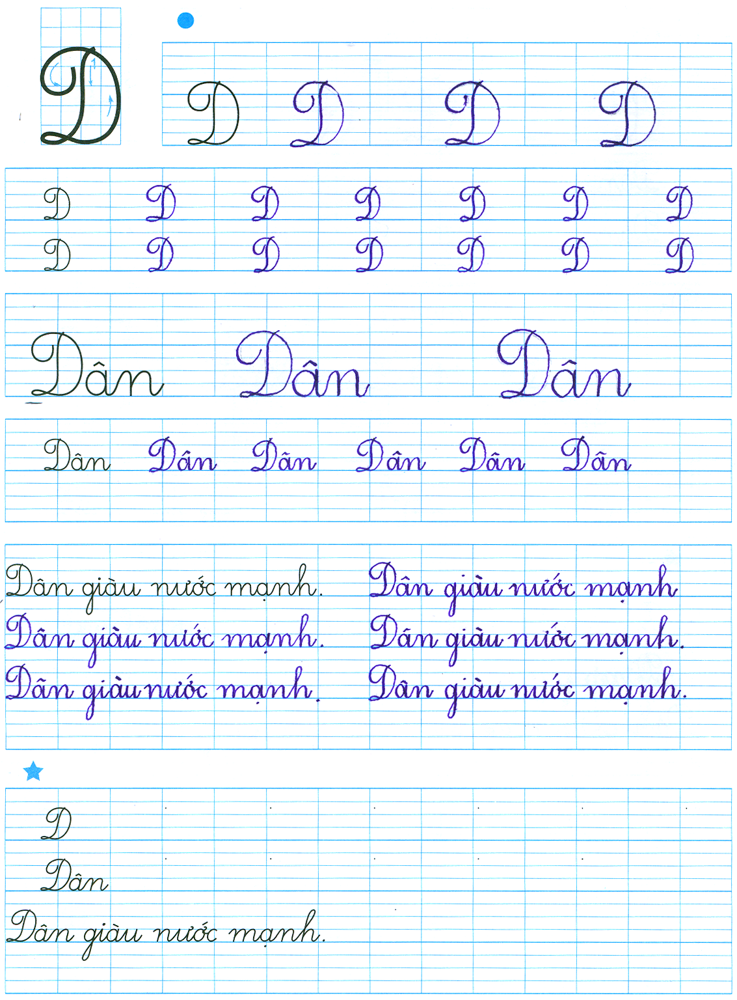 D D D D D
D D D D D D D
D D D D D D D
Dân Dân Dân
Dân Dân Dân Dân Dân Dân
Dân giàu nước mạnh. Dân giàu nước mạnh
Dân giàu nước mạnh. Dân giàu nước mạnh.
Dân giàu nước mạnh. Dân giàu nước mạnh.
D
Dân
Dân giàu nước mạnh.